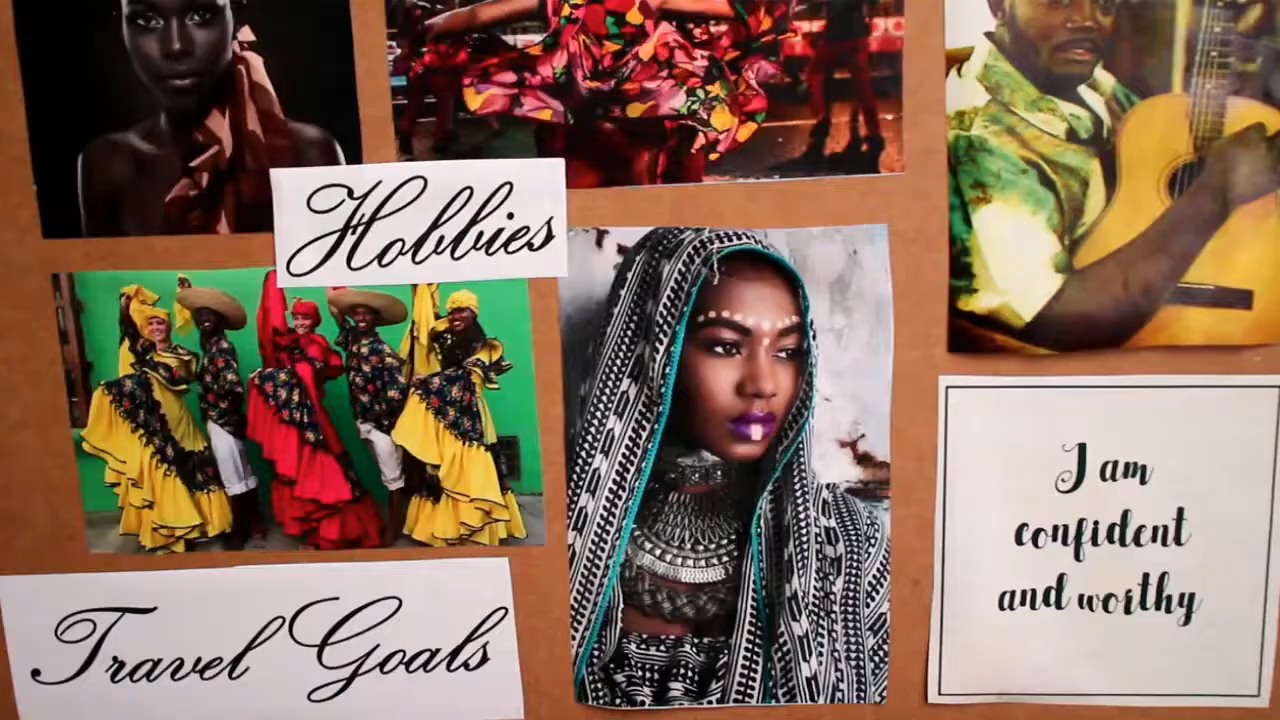 Hobbies
Travel Goals
I am
confident
and worthy